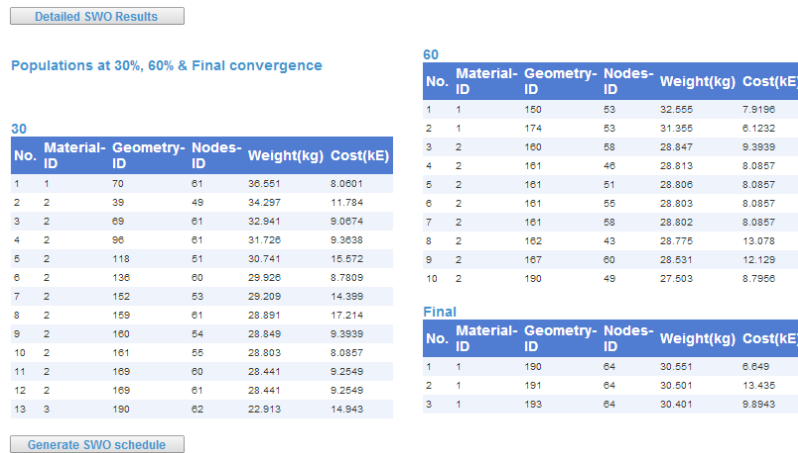 Detailed SWO Results
Populations at 30%, 60% & Final convergence
30
No. Material-ID Geometry-ID Nodes-ID Weight(kg) Cost(kE)
1 1 70 61 36.551 8.0601
2 2 39 49 34.297 11.784
3 2 69 61 32.941 9.0674
4 2 96 61 31.726 9.3638
5 2 118 51 30.741 15.572
6 2 136 60 29.926 8.7809
7 2 152 53 29.209 14.399
8 2 159 61 28.891 17.214
9 2 160 54 28.849 9.3939
10 2 161 55 28.803 8.0857
11 2 169 60 28.441 9.2549
12 2 169 61 28.441 9.2549
13 3 190 62 22.913 14.943
Generate SWO schedule
60
No. Material-ID Geometry-ID Nodes-ID Weight(kg) Cost(kE)
1 1 150 53 32.555 7.9196
2 1 174 53 31.355 6.1232
3 2 160 58 28.847 9.3939
4 2 161 46 28.813 8.0857
5 2 161 51 28.806 8.0857
6 2 161 55 28.803 8.0857
7 2 161 58 28.802 8.0857
8 2 162 43 28.775 13.078
9 2 167 60 28.531 12.129
10 2 190 49 27.503 8.7956
Final
No. Material-ID Geometry-ID Nodes-ID Weight(kg) Cost(kE)
1 1 190 64 30.551 6.649
2 1 191 64 30.501 13.435
3 1 193 64 30.401 9.8943